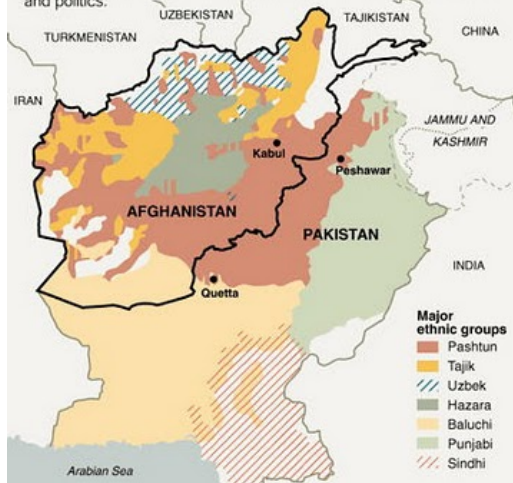 and politics.
UZBEKISTAN
TAJIKISTAN
TURKMENISTAN
CHINA
IRAN
JAMMU AND
KASHMIR
Kabul
Peshawar
AFGHANISTAN
PAKISTAN
INDIA
Quetta
Major
ethnic groups
Pashtun
Tajik
Uzbek
Hazara
Baluchi
Punjabi
Sindhi
Arabian Sea